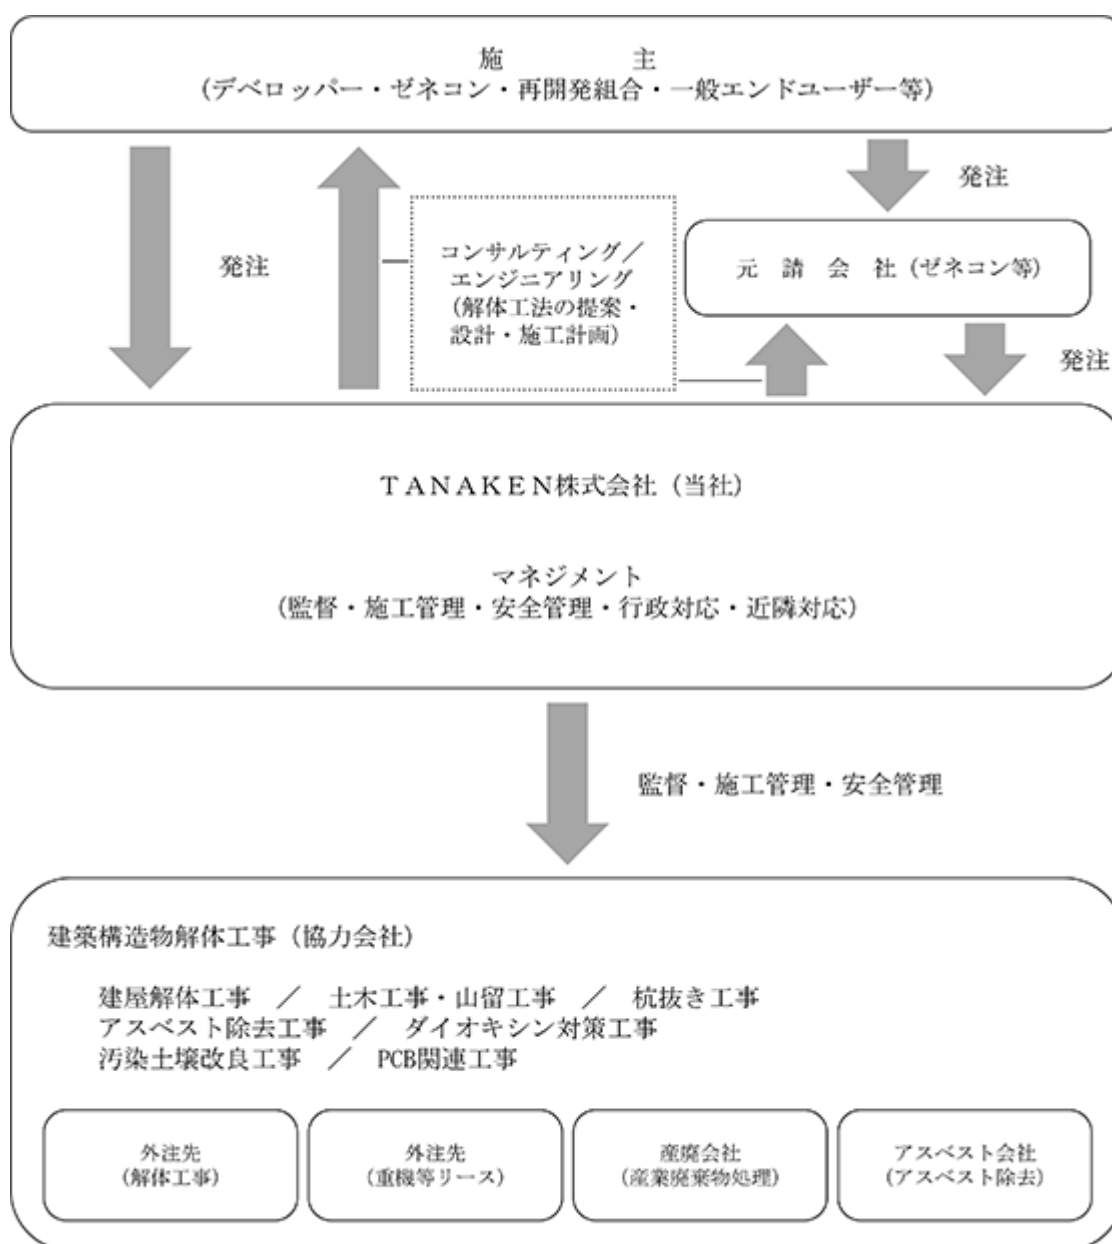 施　主
（デベロッパー・ゼネコン・再開発組合・一般エンドユーザー等）
発注
発注
コンサルティング／
エンジニアリング
（解体工法の提案・
設計・施工計画）
元　請　会　社（ゼネコン等）
発注
ＴＡＮＡＫＥＮ株式会社（当社）
マネジメント
（監督・施工管理・安全管理・行政対応・近隣対応）
監督・施工管理・安全管理
建築構造物解体工事（協力会社）
建屋解体工事　／　土木工事・山留工事　／　杭抜き工事
アスベスト除去工事　／　ダイオキシン対策工事
汚染土壌改良工事　／　PCB関連工事
外注先
（解体工事）
外注先
（重機等リース）
産廃会社
（産業廃棄物処理）
アスベスト会社
（アスベスト除去）